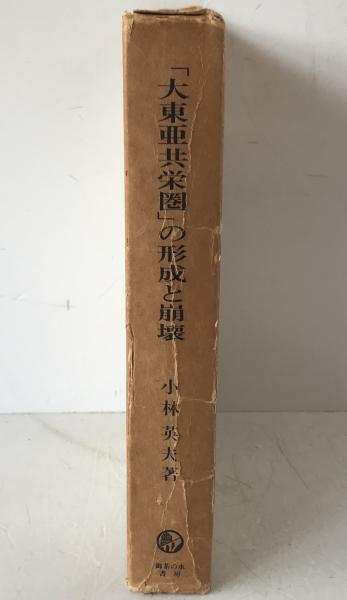 「大東亜共栄圏」の形成と崩壊
小林英夫著
御茶の水
書房